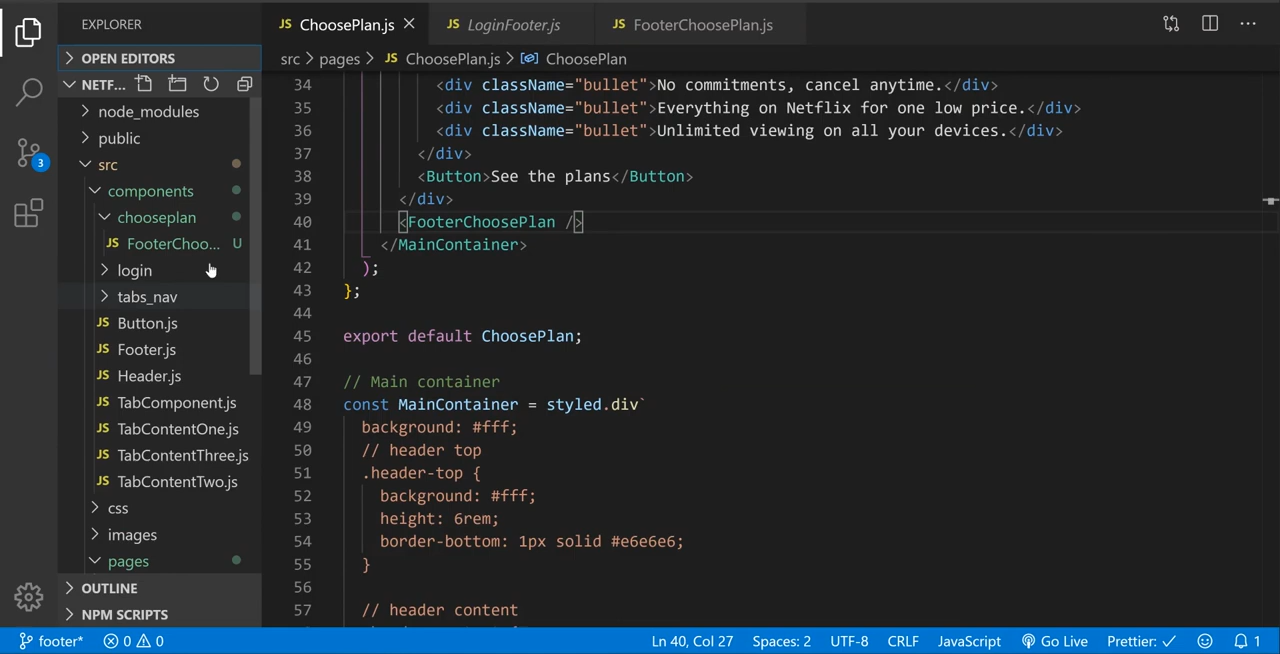 EXPLORER
JS ChoosePlan.js
JS LoginFooter.js
JS FooterChoosePlan.js
OPEN EDITORS
src > pages > JS ChoosePlan.js > ChoosePlan
NETF...
node_modules
public
src
components
chooseplan
JS FooterChoo... U
login
tabs_nav
JS Button.js
JS Footer.js
JS Header.js
JS TabComponent.js
JS TabContentOne.js
JS TabContentThree.js
JS TabContentTwo.js
css
images
pages
OUTLINE
NPM SCRIPTS
3
34 <div className="bullet">No commitments, cancel anytime.</div>
35 <div className="bullet">Everything on Netflix for one low price.</div>
36 <div className="bullet">Unlimited viewing on all your devices.</div>
37 </div>
38 <Button>See the plans</Button>
39 </div>
40 <FooterChoosePlan />
41 </MainContainer>
42 );
43 };
44
45 export default ChoosePlan;
46
47 // Main container
48 const MainContainer = styled.div`
49 background: #fff;
50 // header top
51 .header-top {
52 background: #fff;
53 height: 6rem;
54 border-bottom: 1px solid #e6e6e6;
55 }
56
57 // header content
footer* 0 0 Ln 40, Col 27 Spaces: 2 UTF-8 CRLF JavaScript Go Live Prettier: ✓ 1